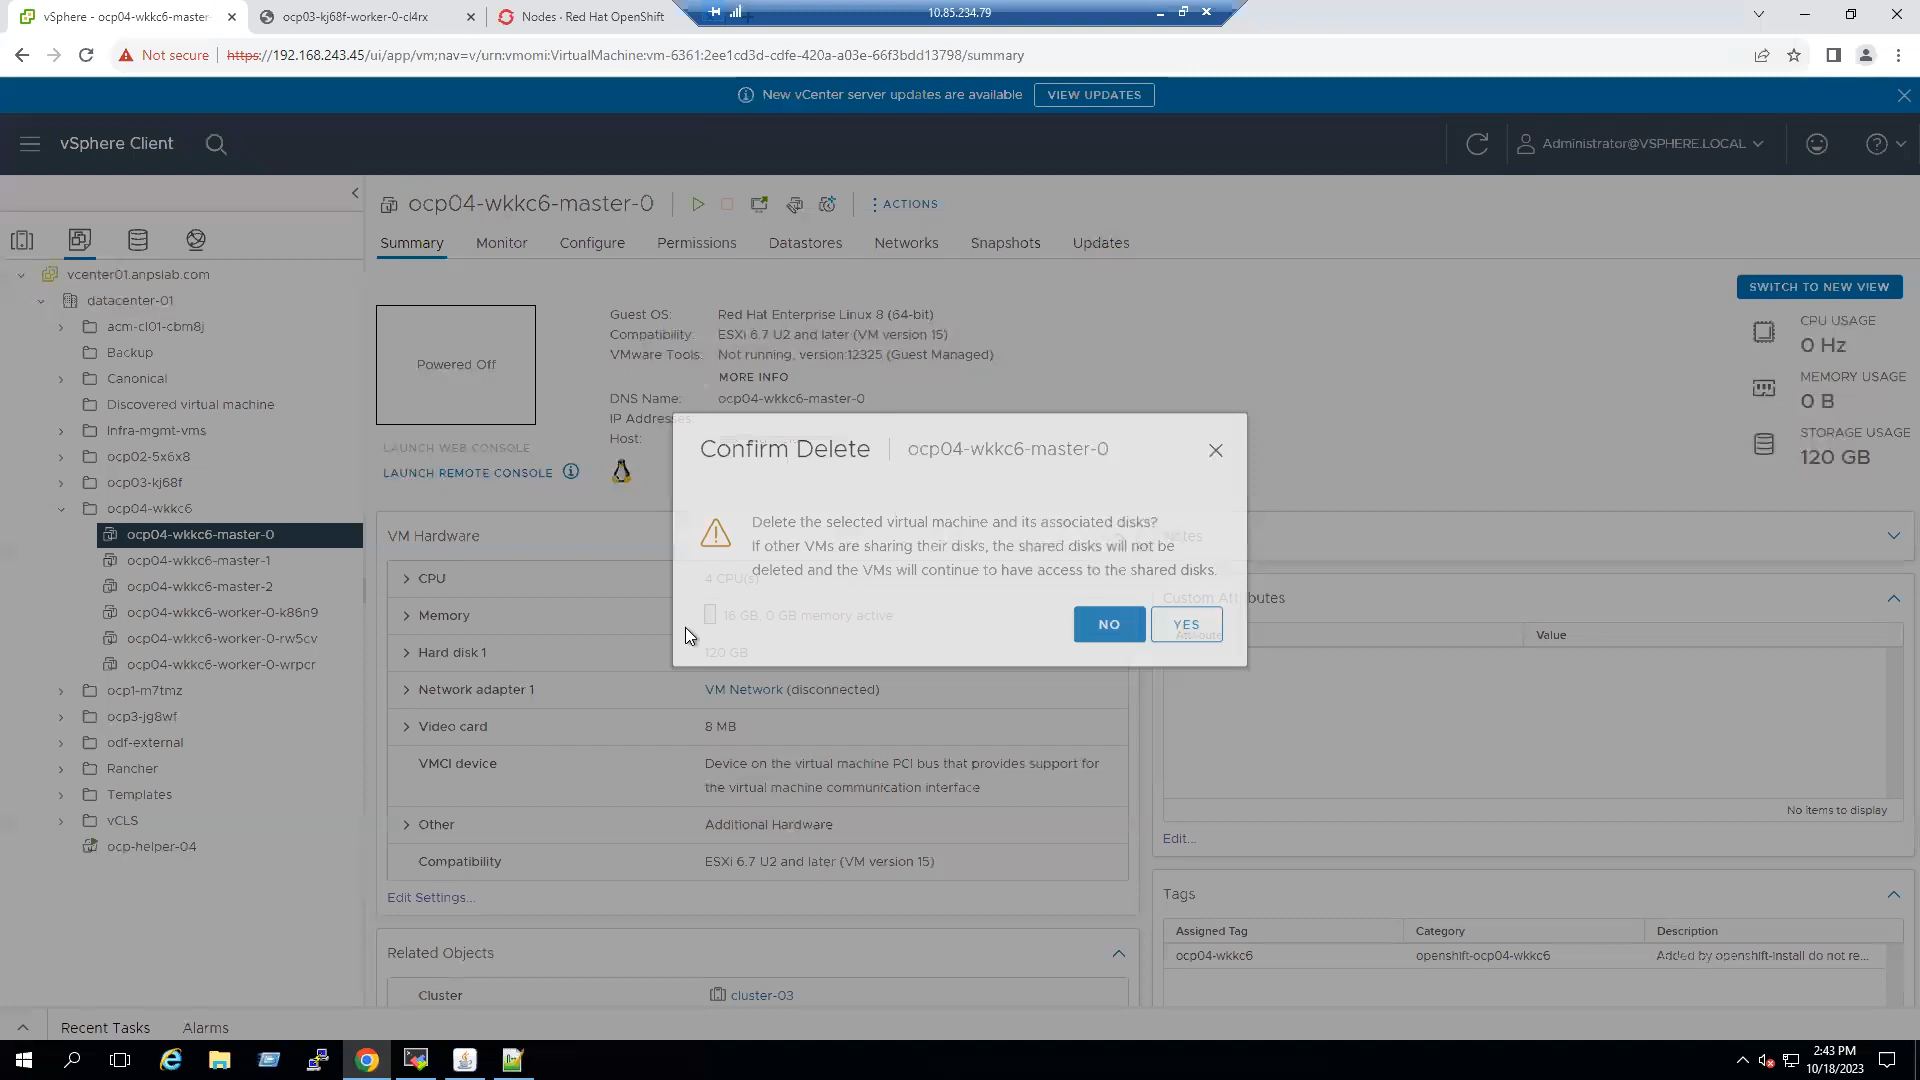 vSphere - ocp04-wkkc6-master-
ocp03-kj68f-worker-0-cl4rx
Nodes · Red Hat OpenShift
10.85.234.79
Not secure
https://192.168.243.45/ui/app/vm;nav=v/urn:vmomi:VirtualMachine:vm-6361:2ee1cd3d-cdfe-420a-a03e-66f3bdd13798/summary
New vCenter server updates are available
VIEW UPDATES
vSphere Client
Administrator@VSPHERE.LOCAL
ocp04-wkkc6-master-0
ACTIONS
Summary
Monitor
Configure
Permissions
Datastores
Networks
Snapshots
Updates
vcenter01.anpslab.com
datacenter-01
acm-cl01-cbm8j
Backup
Canonical
Discovered virtual machine
Infra-mgmt-vms
ocp02-5x6x8
ocp03-kj68f
ocp04-wkkc6
ocp04-wkkc6-master-0
ocp04-wkkc6-master-1
ocp04-wkkc6-master-2
ocp04-wkkc6-worker-0-k86n9
ocp04-wkkc6-worker-0-rw5cv
ocp04-wkkc6-worker-0-wrpcr
ocp1-m7tmz
ocp3-jg8wf
odf-external
Rancher
Templates
vCLS
ocp-helper-04
Powered Off
LAUNCH WEB CONSOLE
LAUNCH REMOTE CONSOLE
Guest OS: Red Hat Enterprise Linux 8 (64-bit)
Compatibility: ESXi 6.7 U2 and later (VM version 15)
VMware Tools: Not running, version:12325 (Guest Managed)
MORE INFO
DNS Name: ocp04-wkkc6-master-0
IP Addresses:
Host:
SWITCH TO NEW VIEW
CPU USAGE
0 Hz
MEMORY USAGE
0 B
STORAGE USAGE
120 GB
Confirm Delete
ocp04-wkkc6-master-0
Delete the selected virtual machine and its associated disks?
If other VMs are sharing their disks, the shared disks will not be
deleted and the VMs will continue to have access to the shared disks.
NO
YES
VM Hardware
CPU
4 CPU(s)
Memory
16 GB, 0 GB memory active
Hard disk 1
120 GB
Network adapter 1
VM Network (disconnected)
Video card
8 MB
VMCI device
Device on the virtual machine PCI bus that provides support for
the virtual machine communication interface
Other
Additional Hardware
Compatibility
ESXi 6.7 U2 and later (VM version 15)
Edit Settings...
Related Objects
Cluster
cluster-03
Notes
Custom Attributes
Attribute
Value
No items to display
Edit...
Tags
Assigned Tag
Category
Description
ocp04-wkkc6
openshift-ocp04-wkkc6
Added by openshift-install do not re...
Recent Tasks
Alarms
2:43 PM
10/18/2023